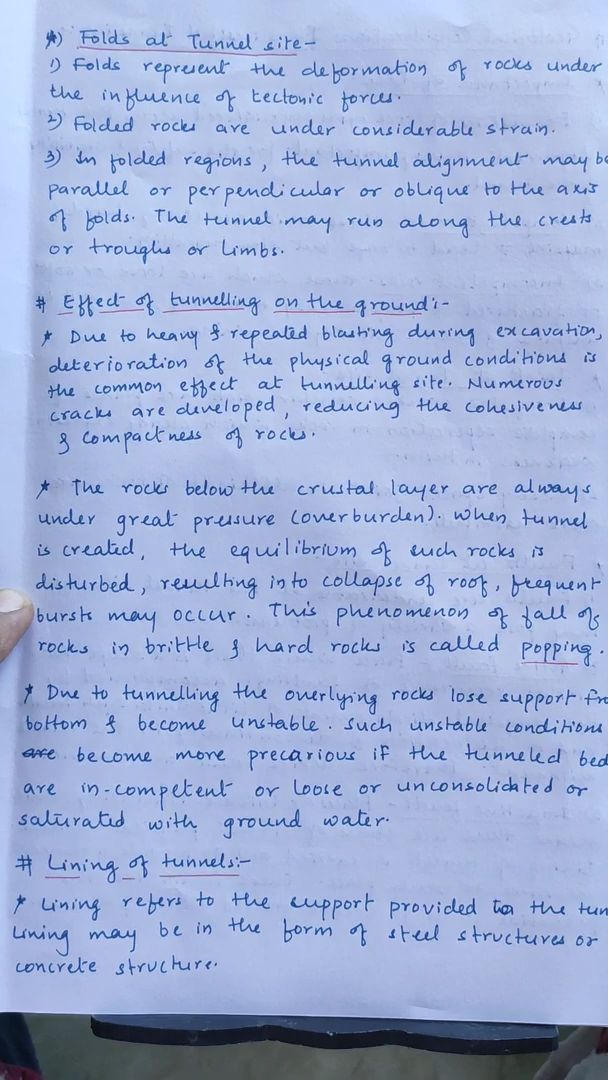 *) Folds at Tunnel site-
1) Folds represent the deformation of rocks under
the influence of tectonic forces.
2) Folded rocks are under considerable strain.
3) In folded regions, the tunnel alignment may be
parallel or perpendicular or oblique to the axis
of folds. The tunnel may run along the crests
or troughs or limbs.
# Effect of tunnelling on the ground:-
* Due to heavy & repeated blasting during excavation,
deterioration of the physical ground conditions is
the common effect at tunnelling site. Numerous
cracks are developed, reducing the cohesiveness
& compactness of rocks.
* The rocks below the crustal layer are always
under great pressure (overburden). When tunnel
is created, the equilibrium of such rocks is
disturbed, resulting into collapse of roof, frequent
bursts may occur. This phenomenon of fall of
rocks in brittle & hard rocks is called popping.
* Due to tunnelling the overlying rocks lose support fro
bottom & become unstable. Such unstable conditions
are become more precarious if the tunneled bed
are in-competent or loose or unconsolidated or
saturated with ground water.
# Lining of tunnels:-
* Lining refers to the support provided to the tun
Lining may be in the form of steel structures or
concrete structure.